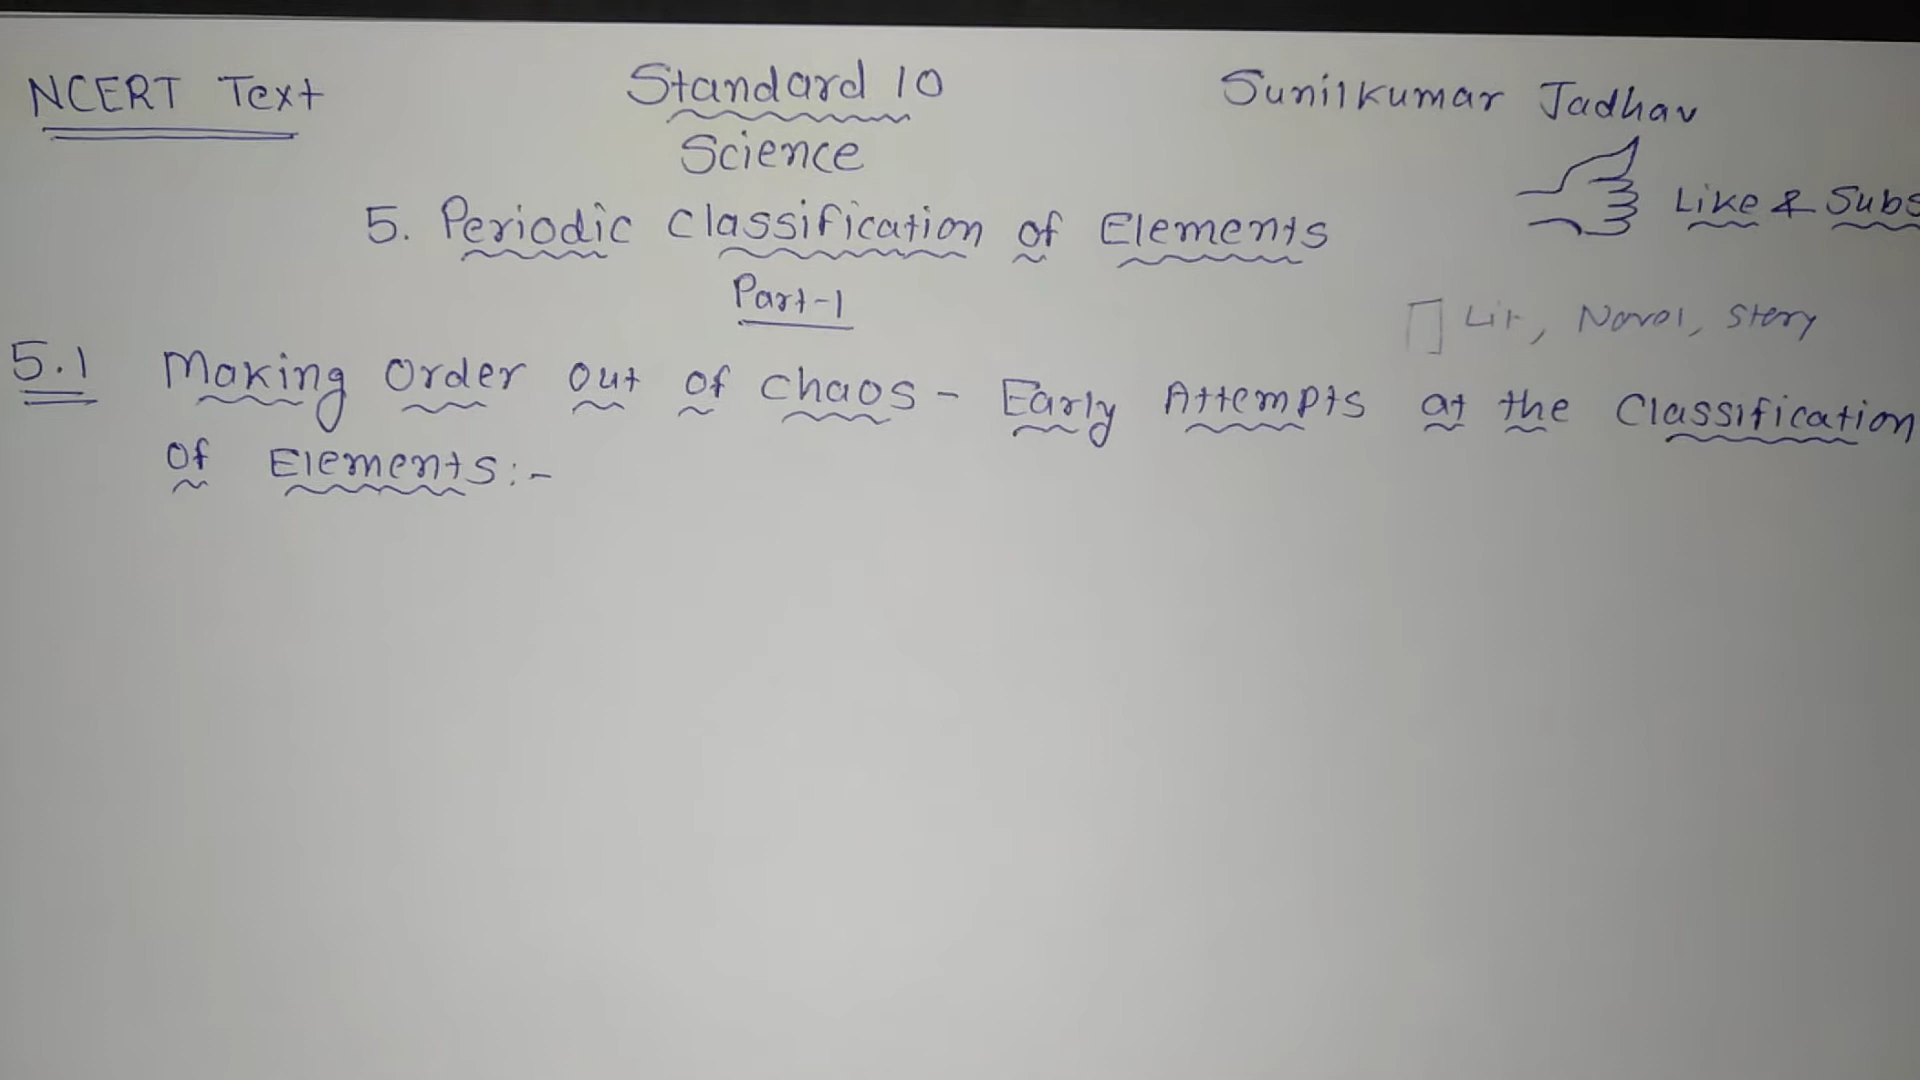 NCERT Text
Standard 10
Sunilkumar Jadhav
Science
Like & Subs
5. Periodic Classification of Elements
Part-1
Lit, Novel, Story
5.1 Making Order Out of Chaos - Early Attempts at the Classification
of Elements:-